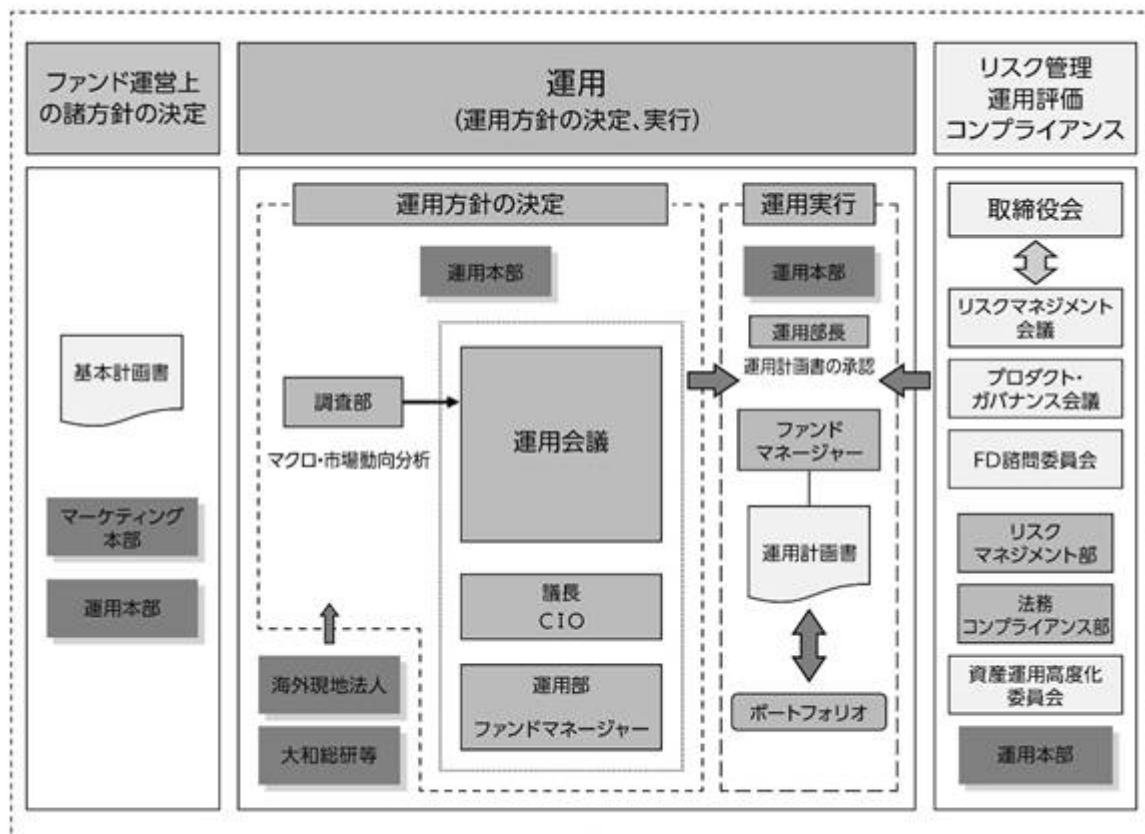 ファンド運営上
の諸方針の決定
運用
(運用方針の決定、実行)
リスク管理
運用評価
コンプライアンス
基本計画書
マーケティング
本部
運用本部
運用方針の決定
運用本部
調査部
マクロ・市場動向分析
運用会議
議長
CIO
運用部
ファンドマネージャー
海外現地法人
大和総研等
運用実行
運用本部
運用部長
運用計画書の承認
ファンド
マネージャー
運用計画書
ポートフォリオ
取締役会
リスクマネジメント
会議
プロダクト・
ガバナンス会議
FD諮問委員会
リスク
マネジメント部
法務
コンプライアンス部
資産運用高度化
委員会
運用本部